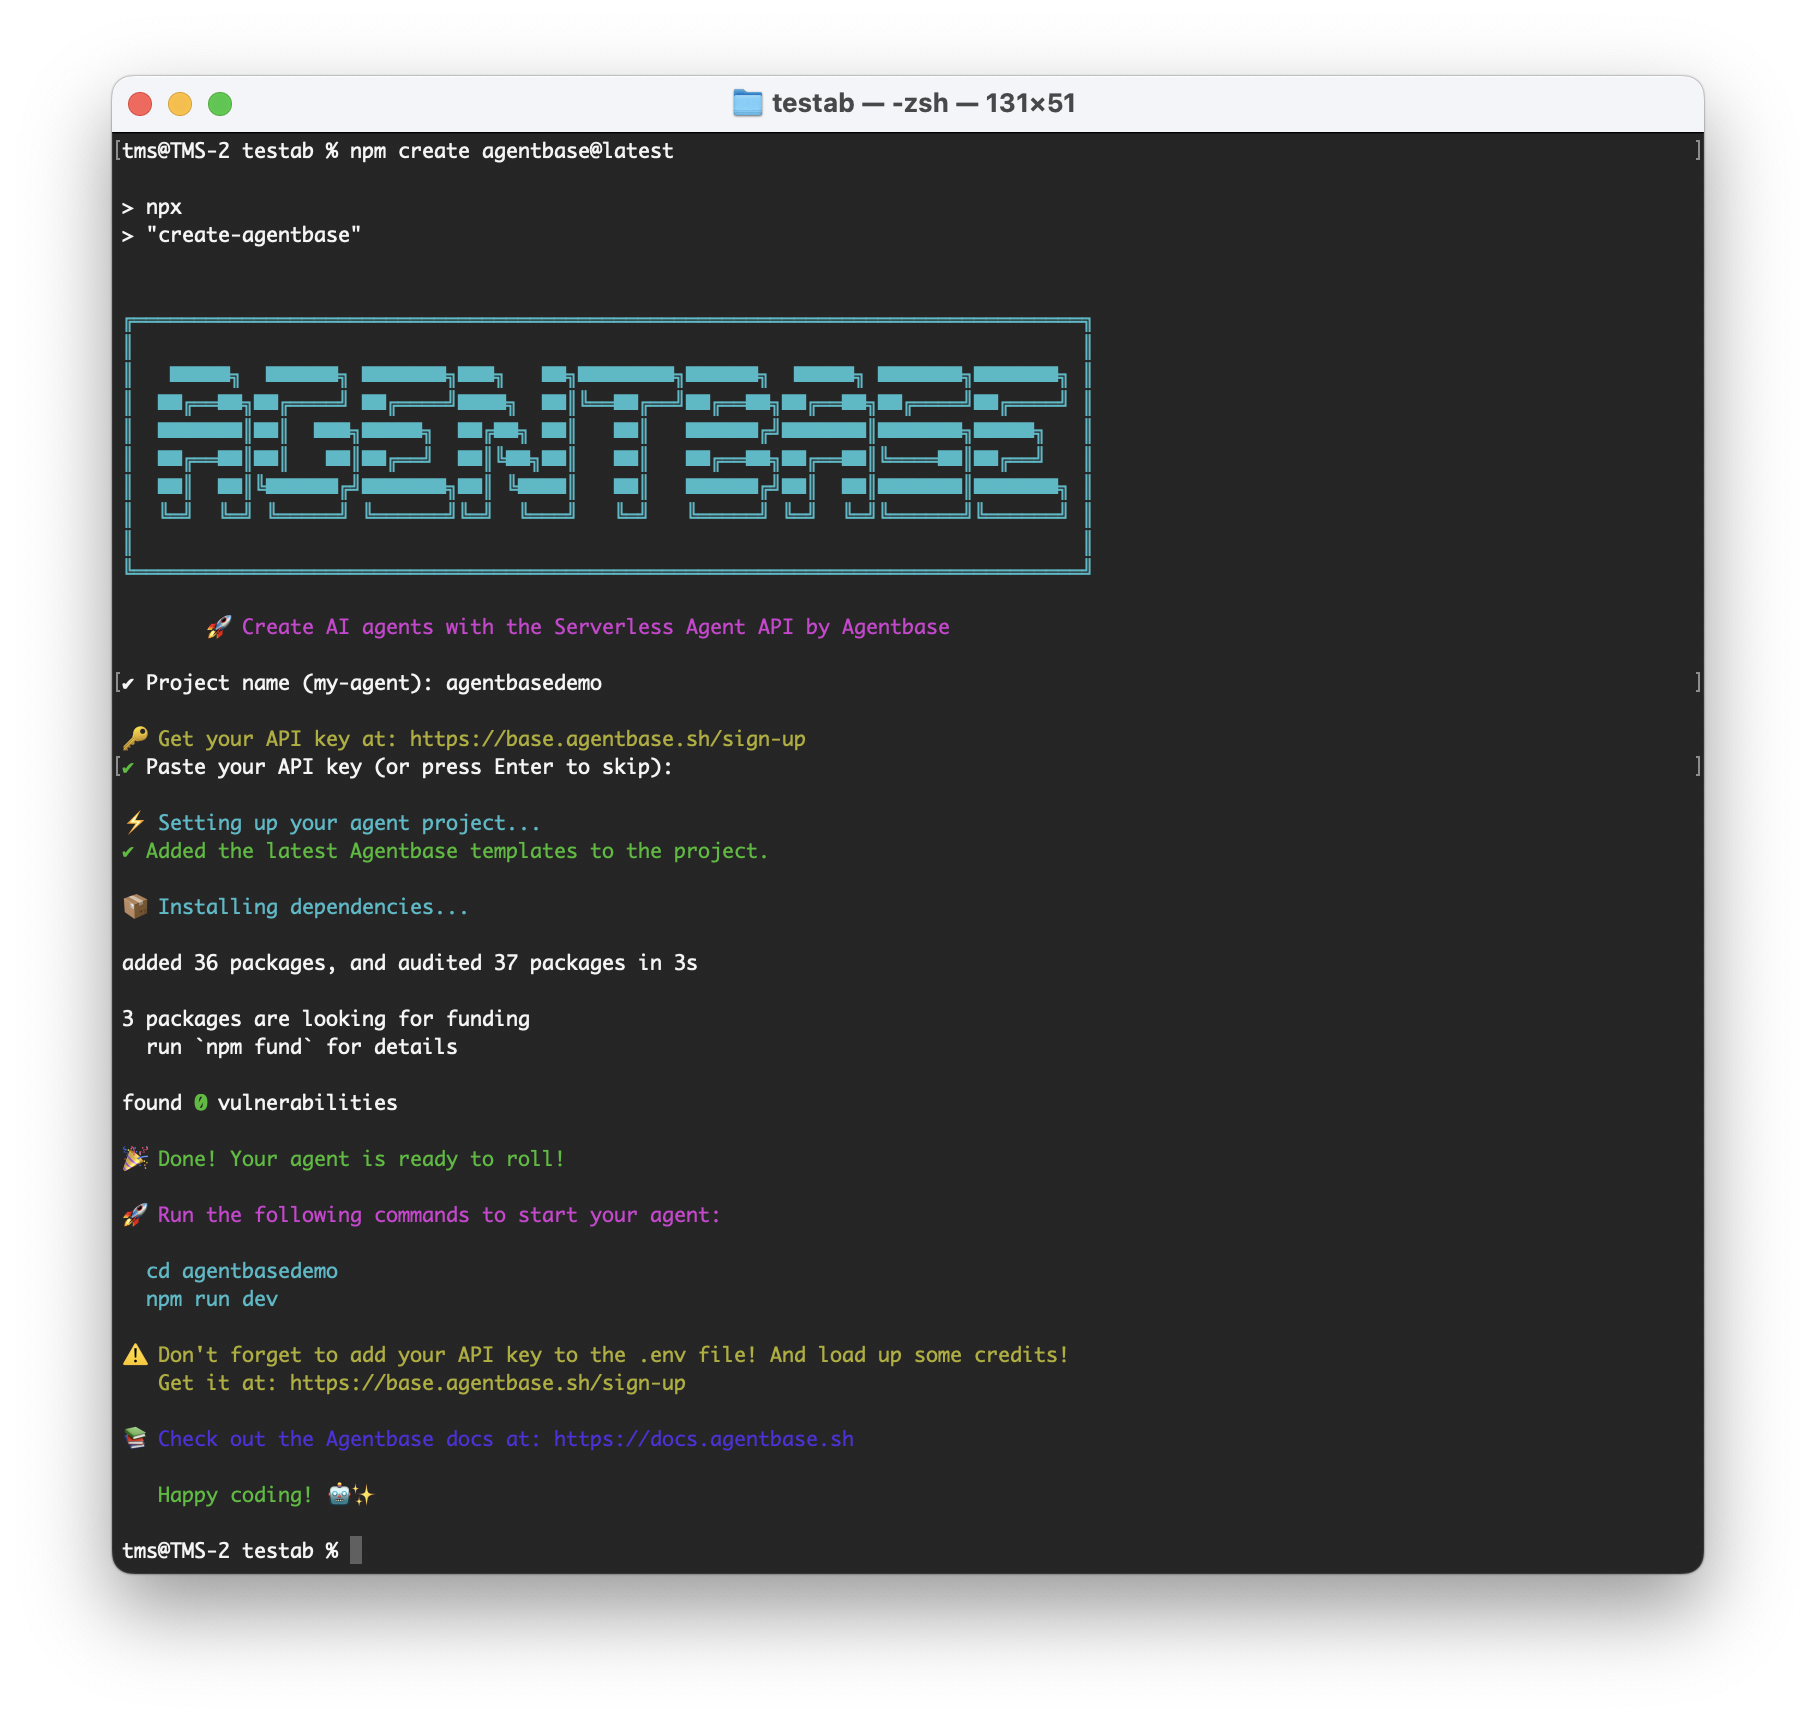 testab — -zsh — 131×51
tms@TMS-2 testab % npm create agentbase@latest
> npx
> "create-agentbase"
AGENTBASE
🚀 Create AI agents with the Serverless Agent API by Agentbase
✔ Project name (my-agent): agentbasedemo
🔑 Get your API key at: https://base.agentbase.sh/sign-up
✔ Paste your API key (or press Enter to skip):
⚡ Setting up your agent project...
✔ Added the latest Agentbase templates to the project.
📦 Installing dependencies...
added 36 packages, and audited 37 packages in 3s
3 packages are looking for funding
run `npm fund` for details
found 0 vulnerabilities
🎉 Done! Your agent is ready to roll!
🚀 Run the following commands to start your agent:
cd agentbasedemo
npm run dev
⚠️ Don't forget to add your API key to the .env file! And load up some credits!
Get it at: https://base.agentbase.sh/sign-up
📚 Check out the Agentbase docs at: https://docs.agentbase.sh
Happy coding! 🤖✨
tms@TMS-2 testab %